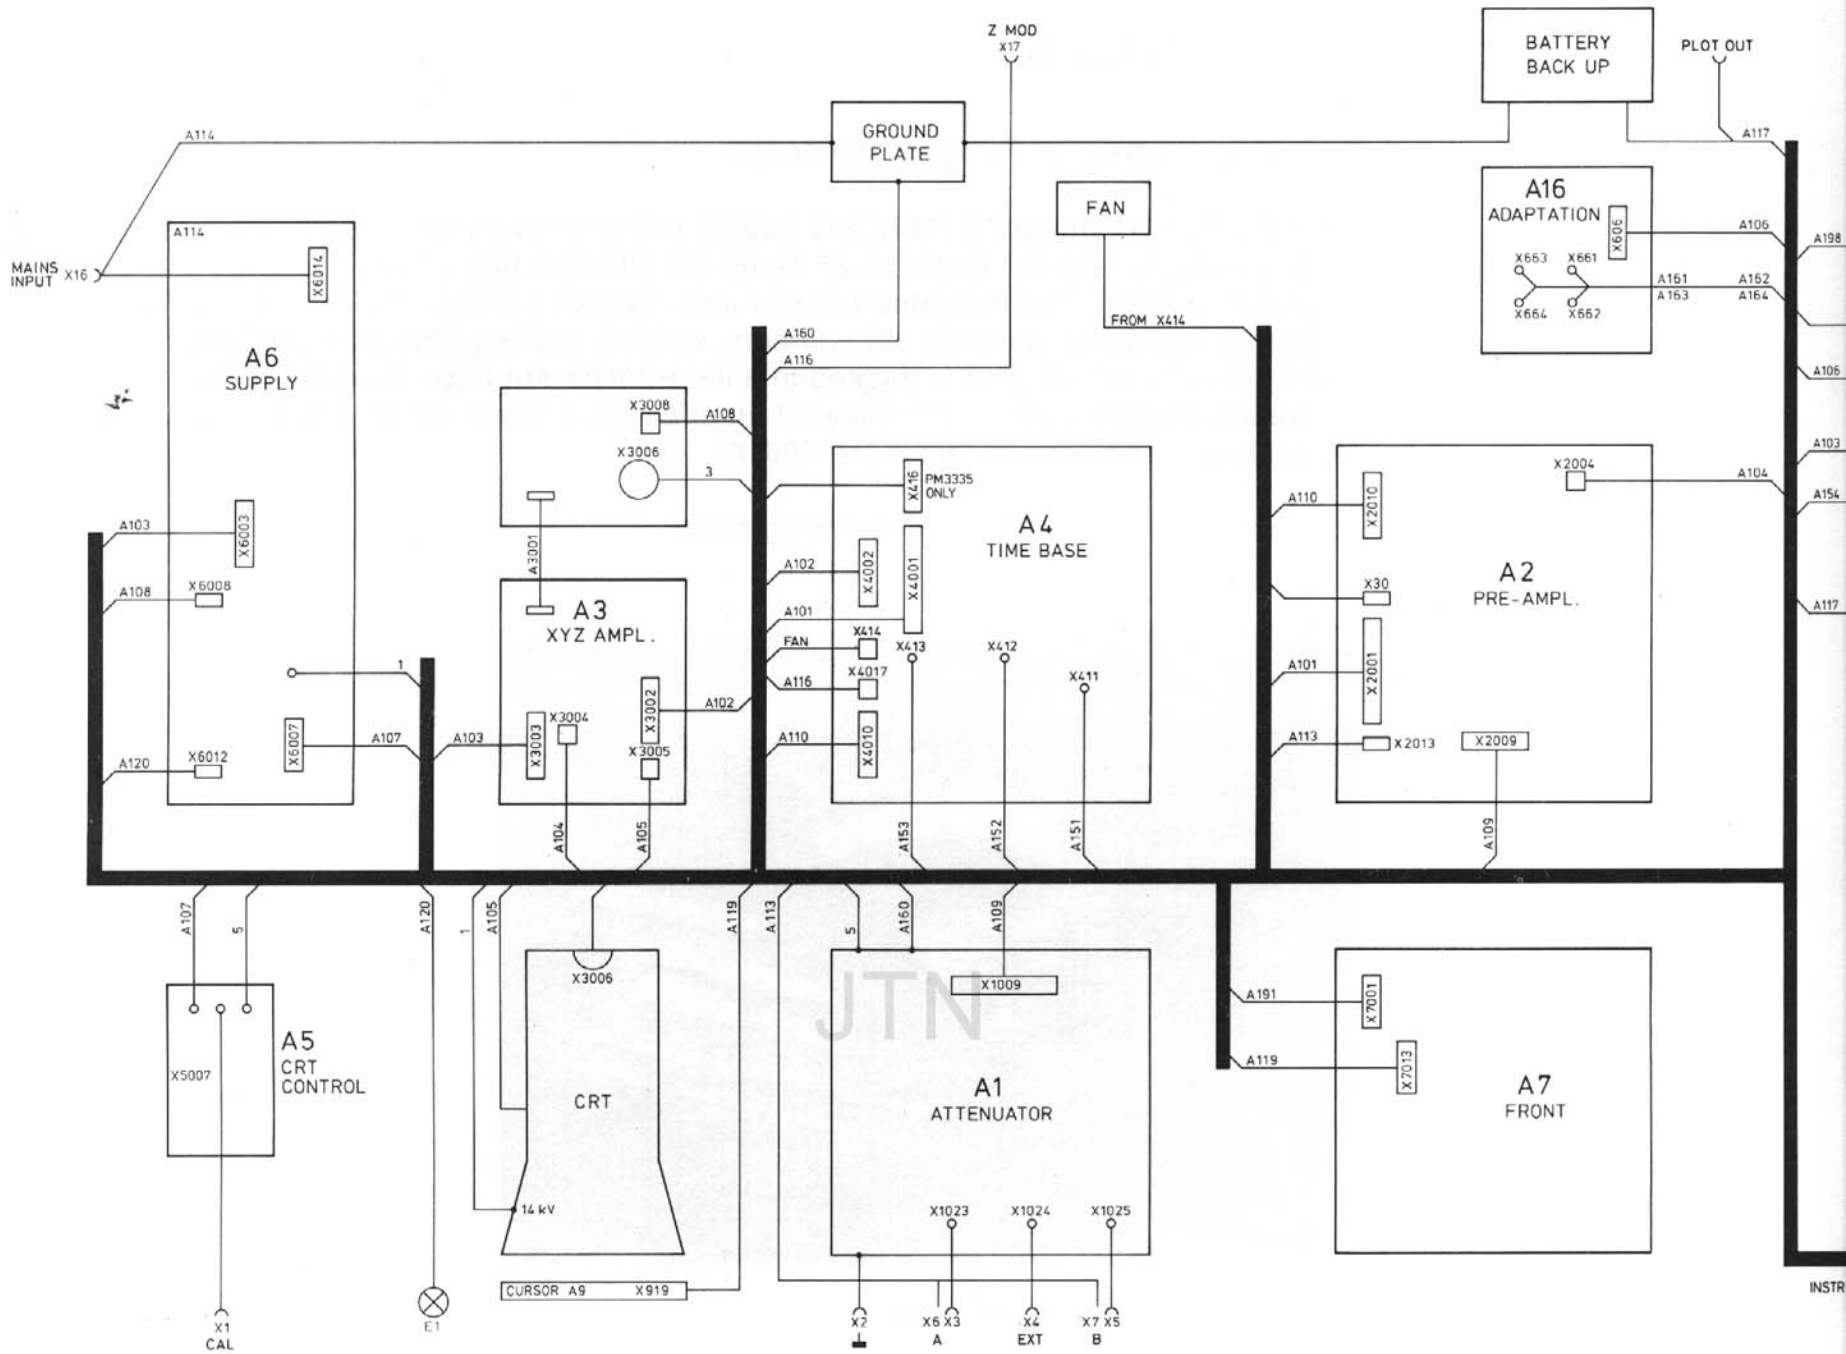 Z MOD
X17
BATTERY
BACK UP
PLOT OUT
GROUND
PLATE
A114
A117
FAN
A16
ADAPTATION
X606
A106
A198
X663
X661
X664
X662
A161
A163
A162
A164
A106
MAINS
INPUT
X16
A114
X6014
A6
SUPPLY
A103
X6003
A108
X6008
1
X6007
A107
A120
X6012
A160
A116
FROM X414
X3008
A108
X3006
3
A3001
A3
XYZ AMPL.
X3002
A102
A103
X3003
X3004
X3005
A104
A105
X416
PM3335
ONLY
A4
TIME BASE
A102
X4002
X4001
A101
FAN
X414
A116
X4017
A110
X4010
X413
X412
X411
A153
A152
A151
A110
X2010
X2004
A104
A103
A154
A2
PRE-AMPL.
X30
A101
X2001
A113
X2013
X2009
A109
A117
A107
5
A120
1
A105
A119
A113
5
A160
A109
X5007
A5
CRT
CONTROL
X1
CAL
E1
X3006
CRT
14 kV
CURSOR A9
X919
X1009
JTN
A1
ATTENUATOR
X1023
X1024
X1025
X2
X6 X3
A
X4
EXT
X7 X5
B
A191
X7001
A119
X7013
A7
FRONT
INSTR